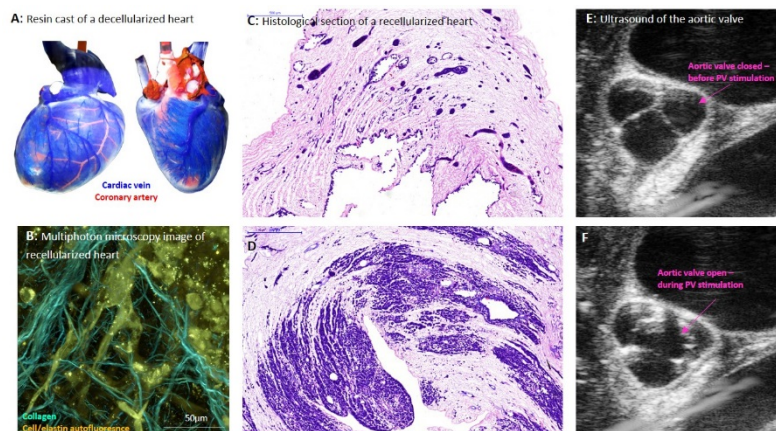 A: Resin cast of a decellularized heart
Cardiac vein
Coronary artery
B: Multiphoton microscopy image of
recellularized heart
Collagen
Cell/elastin autofluoresnce
50µm
C: Histological section of a recellularized heart
D
E: Ultrasound of the aortic valve
Aortic valve closed –
before PV stimulation
F
Aortic valve open –
during PV stimulation